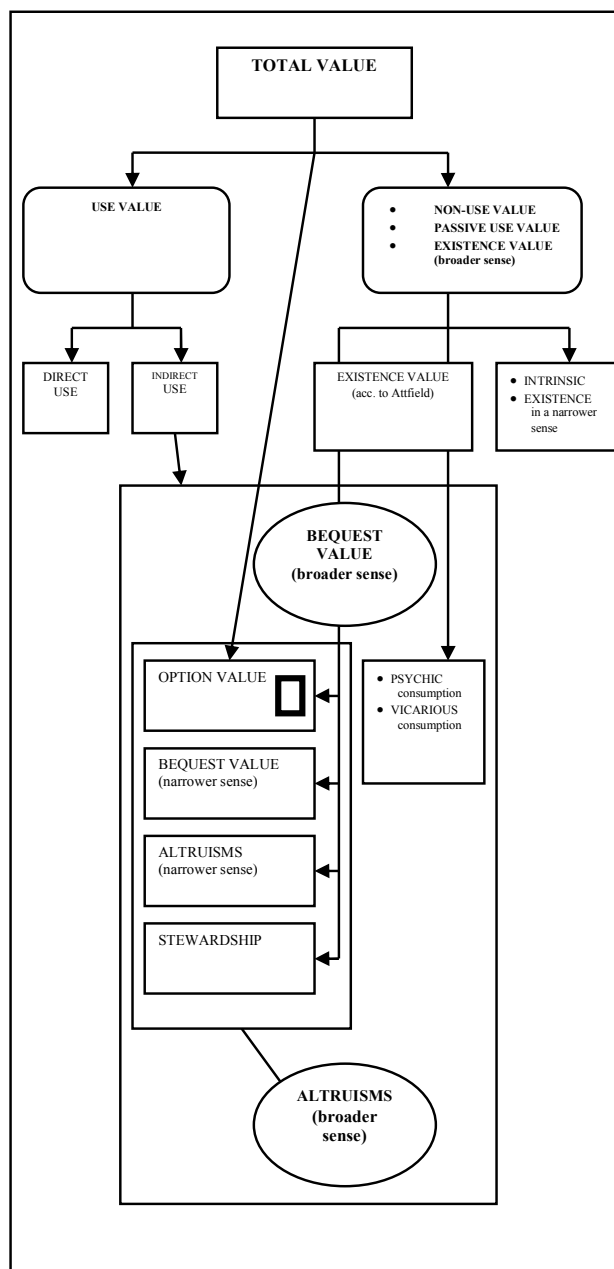 TOTAL VALUE
USE VALUE
• NON-USE VALUE
• PASSIVE USE VALUE
• EXISTENCE VALUE
(broader sense)
DIRECT
USE
INDIRECT
USE
EXISTENCE VALUE
(acc. to Attfield)
• INTRINSIC
• EXISTENCE
in a narrower
sense
BEQUEST
VALUE
(broader sense)
OPTION VALUE
• PSYCHIC
consumption
• VICARIOUS
consumption
BEQUEST VALUE
(narrower sense)
ALTRUISMS
(narrower sense)
STEWARDSHIP
ALTRUISMS
(broader
sense)